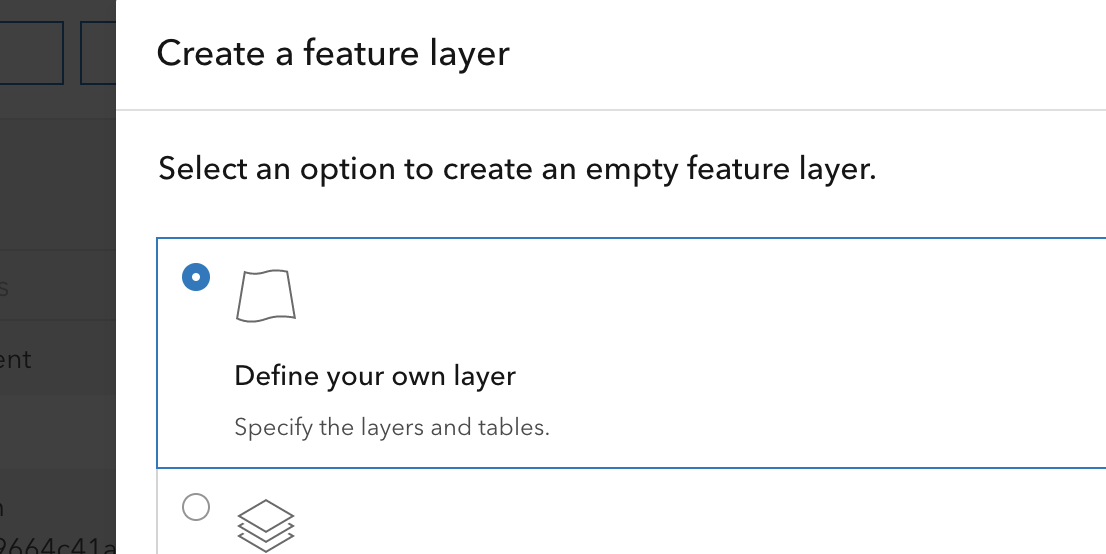 Create a feature layer
Select an option to create an empty feature layer.
Define your own layer
Specify the layers and tables.
s
ent
n
9664c41a